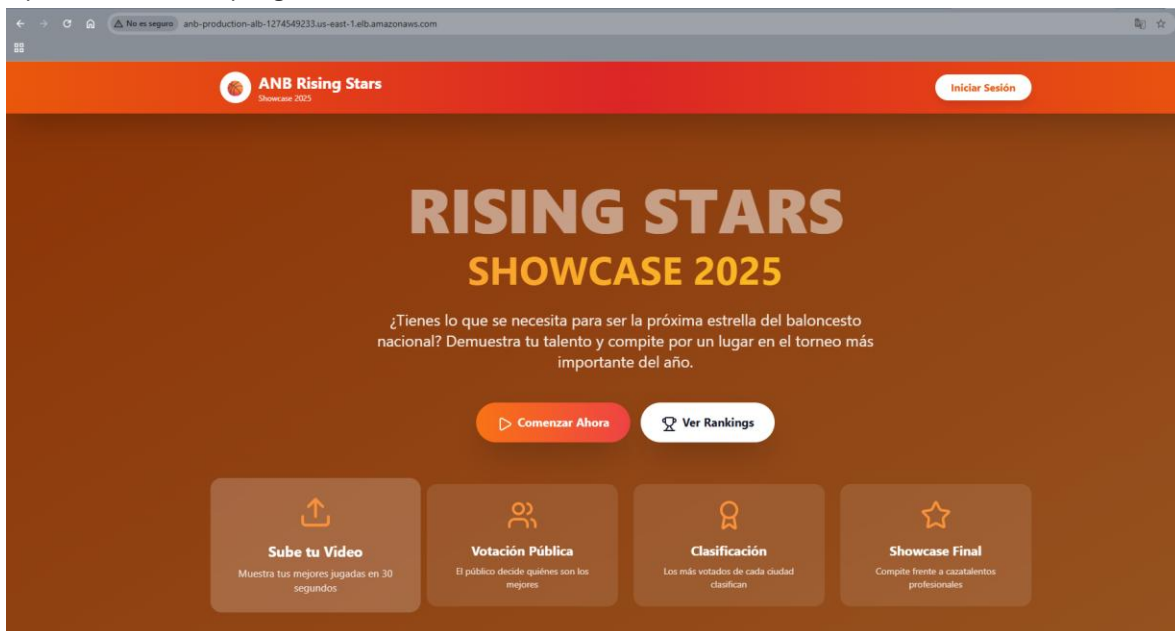 No es seguro
anb-production-alb-1274549233.us-east-1.elb.amazonaws.com
ANB Rising Stars
Showcase 2025
Iniciar Sesión
RISING STARS
SHOWCASE 2025
¿Tienes lo que se necesita para ser la próxima estrella del baloncesto
nacional? Demuestra tu talento y compite por un lugar en el torneo más
importante del año.
Comenzar Ahora
Ver Rankings
Sube tu Video
Muestra tus mejores jugadas en 30
segundos
Votación Pública
El público decide quiénes son los
mejores
Clasificación
Los más votados de cada ciudad
clasifican
Showcase Final
Compite frente a cazatalentos
profesionales